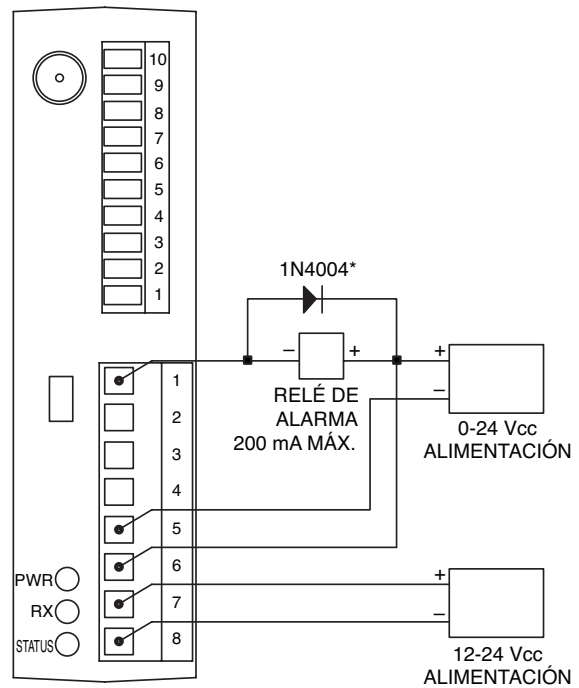 10
9
8
7
6
5
4
3
2
1
1N4004*
– +
RELÉ DE
ALARMA
200 mA MÁX.
+
–
0-24 Vcc
ALIMENTACIÓN
1
2
3
4
5
6
7
8
PWR
RX
STATUS
+
–
12-24 Vcc
ALIMENTACIÓN